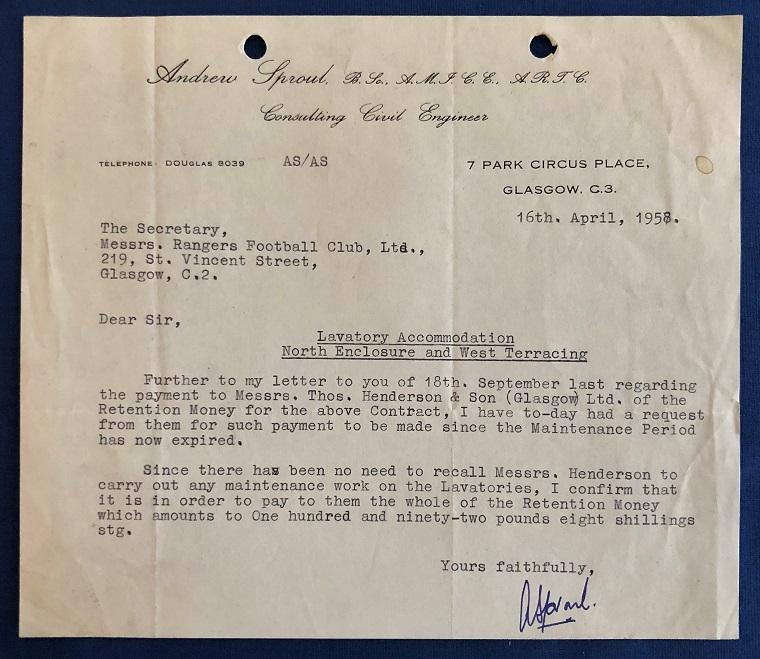 Andrew Sproul, B.Sc., A.M.I.C.E., A.R.T.C.
Consulting Civil Engineer
TELEPHONE: DOUGLAS 8039 AS/AS 7 PARK CIRCUS PLACE,
GLASGOW, C.3.
16th. April, 1958.
The Secretary,
Messrs. Rangers Football Club, Ltd.,
219, St. Vincent Street,
Glasgow, C.2.
Dear Sir,
Lavatory Accommodation
North Enclosure and West Terracing
Further to my letter to you of 18th. September last regarding
the payment to Messrs. Thos. Henderson & Son (Glasgow) Ltd. of the
Retention Money for the above Contract, I have to-day had a request
from them for such payment to be made since the Maintenance Period
has now expired.
Since there has been no need to recall Messrs. Henderson to
carry out any maintenance work on the Lavatories, I confirm that
it is in order to pay to them the whole of the Retention Money
which amounts to One hundred and ninety-two pounds eight shillings
stg.
Yours faithfully,
ASproul.